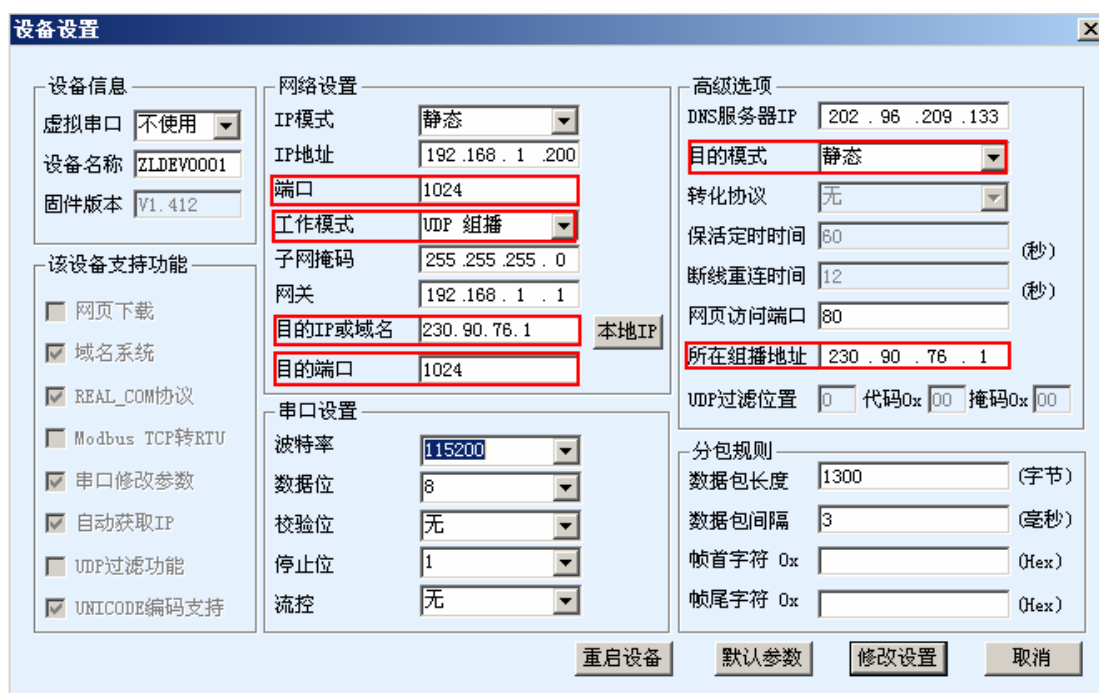 设备设置
设备信息
虚拟串口 不使用
设备名称 ZLDEV0001
固件版本 V1.412
该设备支持功能
网页下载
域名系统
REAL_COM协议
Modbus TCP转RTU
串口修改参数
自动获取IP
UDP过滤功能
UNICODE编码支持
网络设置
IP模式 静态
IP地址 192 .168 . 1 .200
端口 1024
工作模式 UDP 组播
子网掩码 255 .255 .255 . 0
网关 192 .168 . 1 . 1
目的IP或域名 230.90.76.1 本地IP
目的端口 1024
串口设置
波特率 115200
数据位 8
校验位 无
停止位 1
流控 无
高级选项
DNS服务器IP 202 . 96 .209 .133
目的模式 静态
转化协议 无
保活定时时间 60 (秒)
断线重连时间 12 (秒)
网页访问端口 80
所在组播地址 230 . 90 . 76 . 1
UDP过滤位置 0 代码0x 00 掩码0x 00
分包规则
数据包长度 1300 (字节)
数据包间隔 3 (毫秒)
帧首字符 0x (Hex)
帧尾字符 0x (Hex)
重启设备 默认参数 修改设置 取消